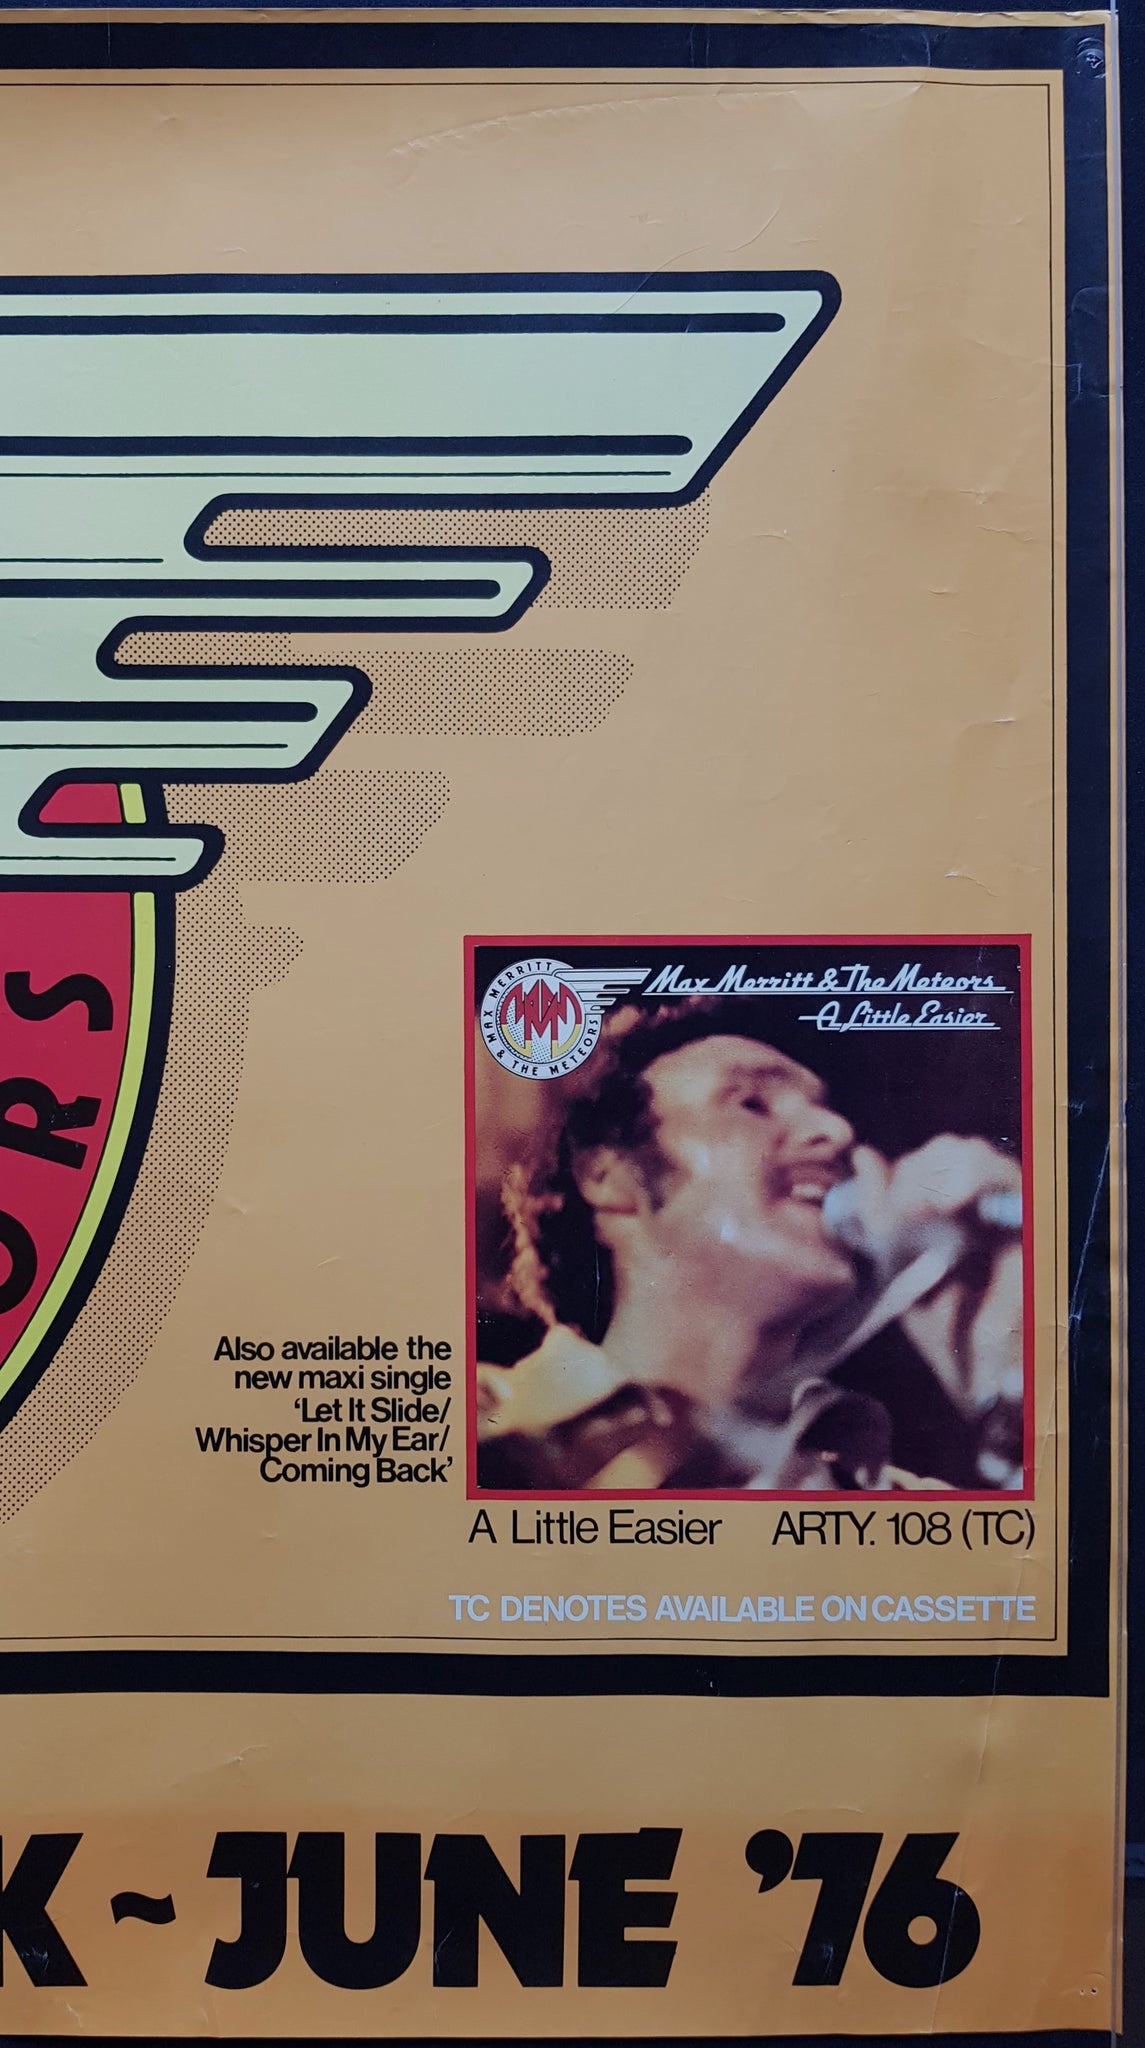 ORS
MAX MERRITT
& THE METEORS
Max Merritt & The Meteors
A Little Easier
Also available the
new maxi single
‘Let It Slide/
Whisper In My Ear/
Coming Back’
A Little Easier ARTY. 108 (TC)
TC DENOTES AVAILABLE ON CASSETTE
K ~ JUNE ’76